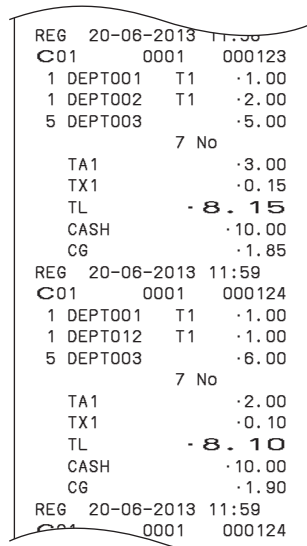 REG 20-06-2013 11:58
C01 0001 000123
1 DEPT001 T1 ·1.00
1 DEPT002 T1 ·2.00
5 DEPT003 ·5.00
7 No
TA1 ·3.00
TX1 ·0.15
TL ·8.15
CASH ·10.00
CG ·1.85
REG 20-06-2013 11:59
C01 0001 000124
1 DEPT001 T1 ·1.00
1 DEPT012 T1 ·1.00
5 DEPT003 ·6.00
7 No
TA1 ·2.00
TX1 ·0.10
TL ·8.10
CASH ·10.00
CG ·1.90
REG 20-06-2013 11:59
C01 0001 000124